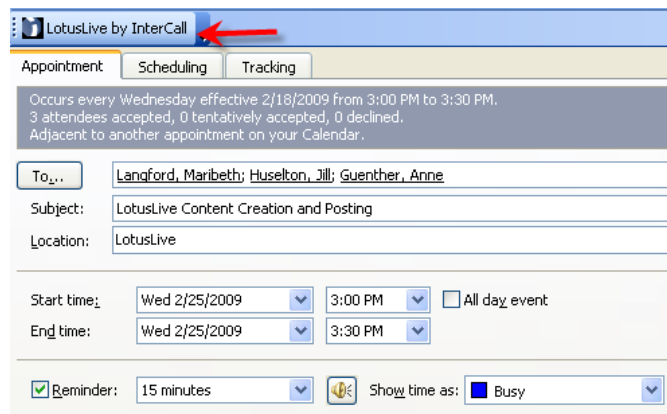 LotusLive by InterCall
Appointment Scheduling Tracking
Occurs every Wednesday effective 2/18/2009 from 3:00 PM to 3:30 PM.
3 attendees accepted, 0 tentatively accepted, 0 declined.
Adjacent to another appointment on your Calendar.
To... Langford, Maribeth; Huselton, Jill; Guenther, Anne
Subject: LotusLive Content Creation and Posting
Location: LotusLive
Start time: Wed 2/25/2009 3:00 PM All day event
End time: Wed 2/25/2009 3:30 PM
Reminder: 15 minutes Show time as: Busy